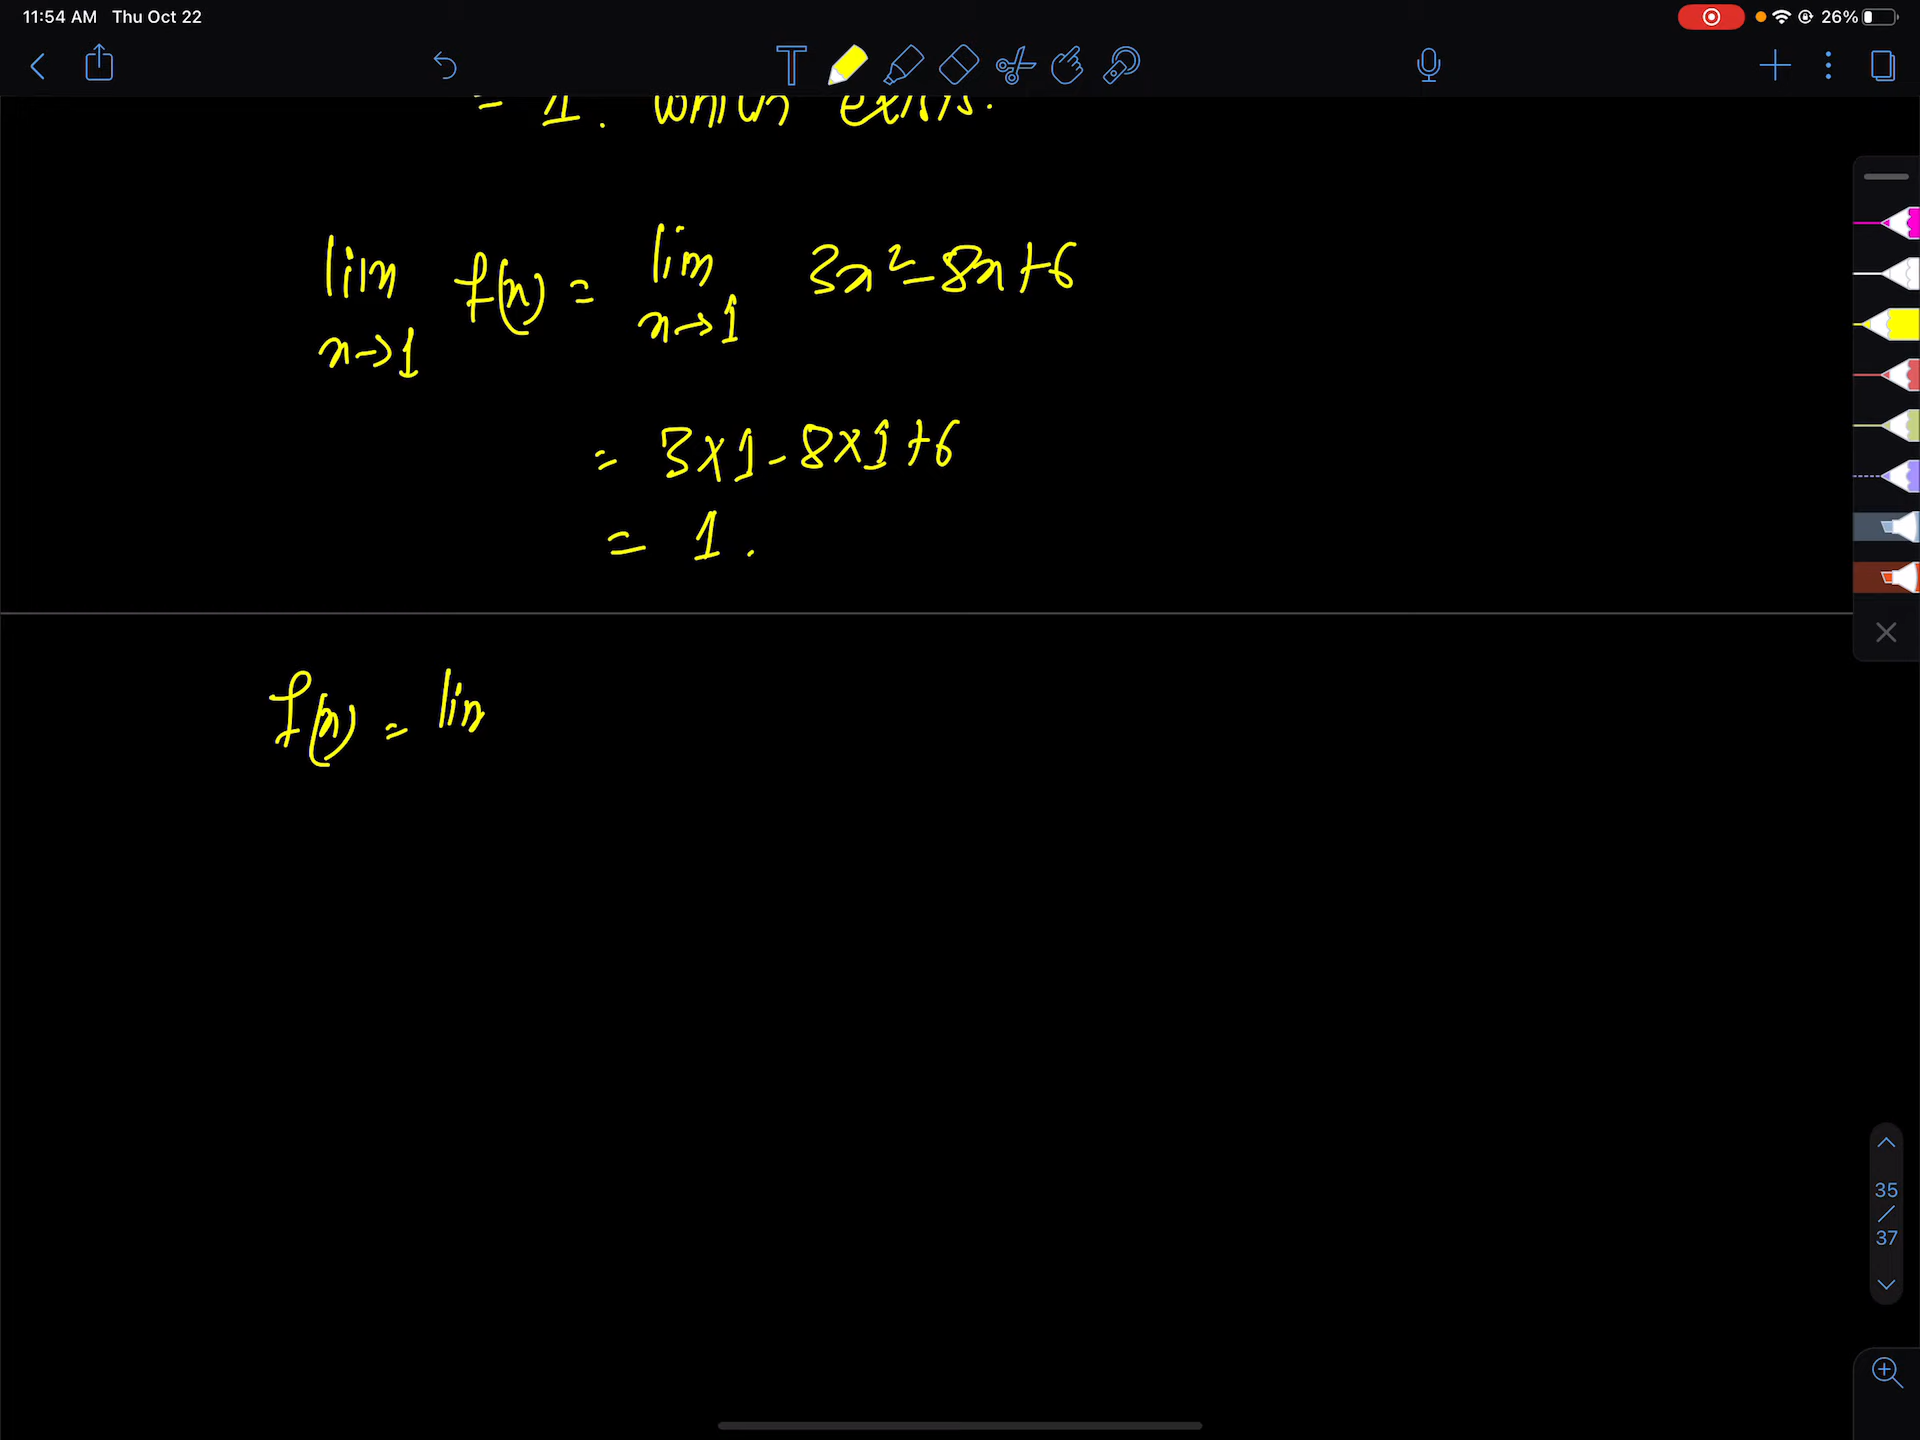 11:54 AM Thu Oct 22 26%
= 1. which exists.
lim f(x) = lim 3x²-8x+6
x→1 x→1
= 3×1-8×1+6
= 1.
f(x) = lim
35
/
37